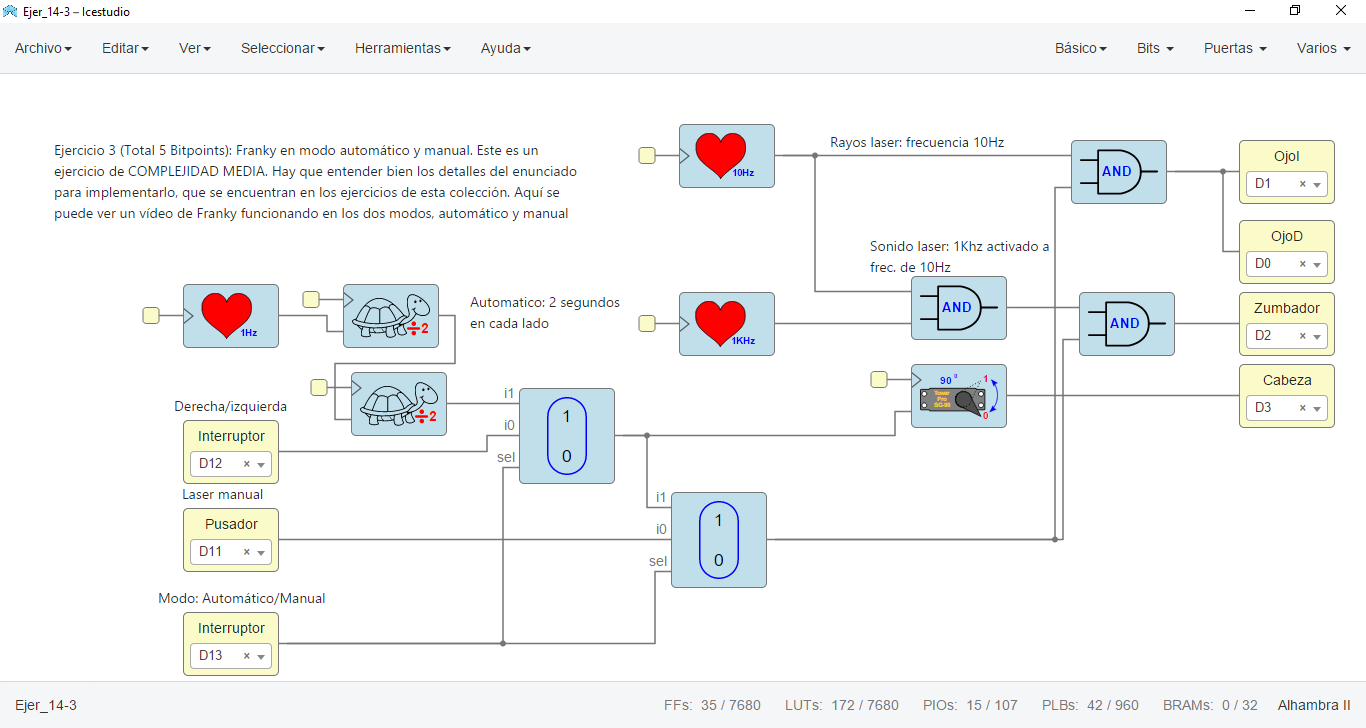 Ejer_14-3 – Icestudio
Archivo Editar Ver Seleccionar Herramientas Ayuda Básico Bits Puertas Varios
Ejercicio 3 (Total 5 Bitpoints): Franky en modo automático y manual. Este es un
ejercicio de COMPLEJIDAD MEDIA. Hay que entender bien los detalles del enunciado
para implementarlo, que se encuentran en los ejercicios de esta colección. Aquí se
puede ver un vídeo de Franky funcionando en los dos modos, automático y manual
10Hz
Rayos laser: frecuencia 10Hz
AND
OjoI
D1 ×
OjoD
D0 ×
Sonido laser: 1Khz activado a
frec. de 10Hz
1Hz
÷2
Automatico: 2 segundos
en cada lado
1KHz
AND
AND
Zumbador
D2 ×
÷2
90 º
1
Tower
Pro
SG-90
0
Cabeza
D3 ×
Derecha/izquierda
Interruptor
D12 ×
i1
i0
sel
1
0
Laser manual
Pusador
D11 ×
i1
i0
sel
1
0
Modo: Automático/Manual
Interruptor
D13 ×
Ejer_14-3 FFs: 35 / 7680 LUTs: 172 / 7680 PIOs: 15 / 107 PLBs: 42 / 960 BRAMs: 0 / 32 Alhambra II